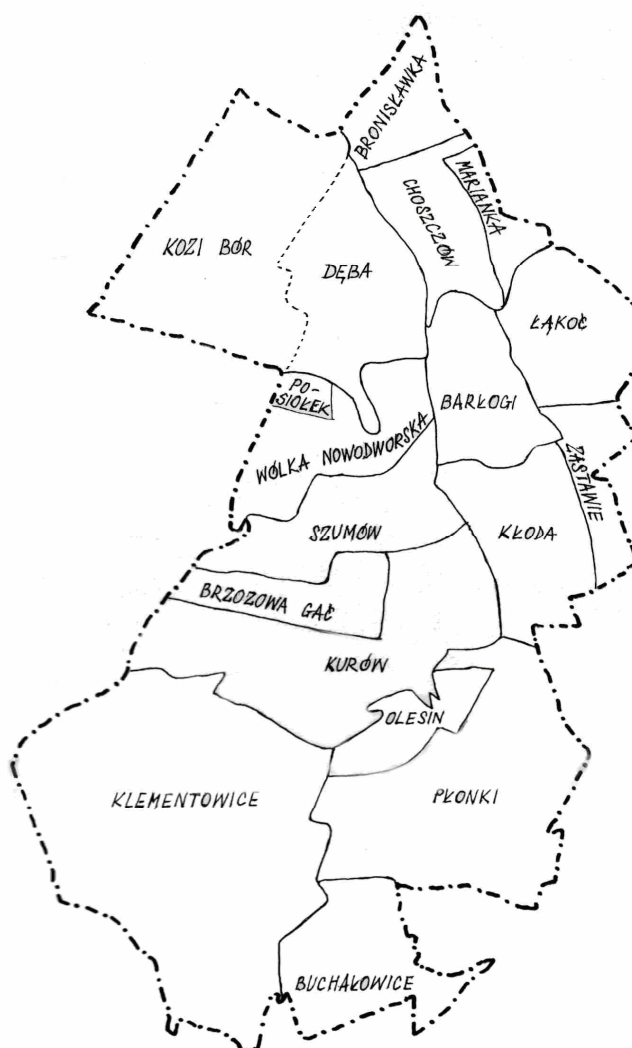 BRONISŁAWKA
MARIANKA
CHOSZCZÓW
KOZI BÓR
DĘBA
ŁĄKOĆ
PO-
SIOŁEK
BARŁOGI
WÓLKA NOWODWORSKA
ZASTAWIE
SZUMÓW
KŁODA
BRZOZOWA GAĆ
KURÓW
OLESIN
KLEMENTOWICE
PŁONKI
BUCHAŁOWICE